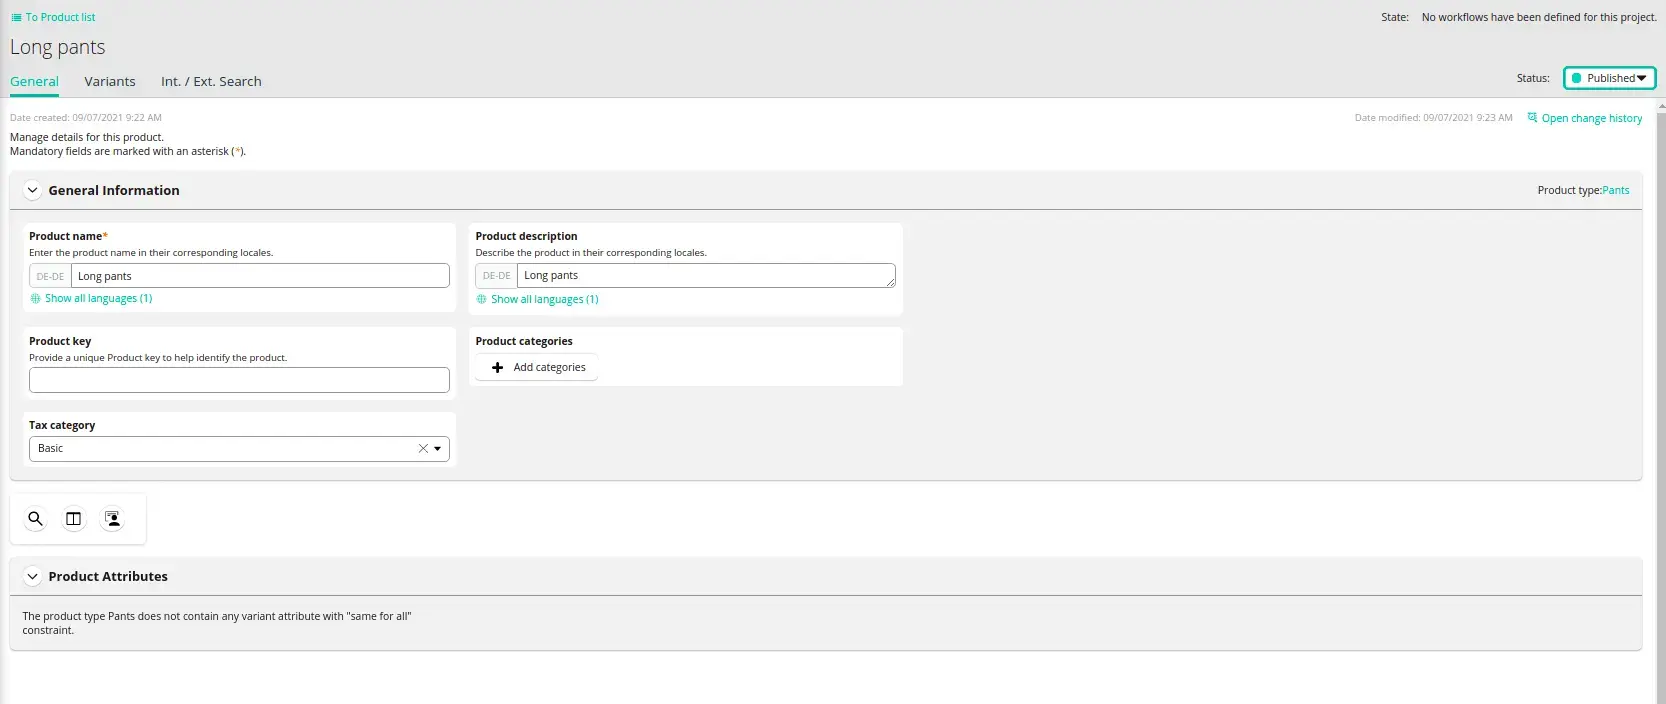 To Product list
State: No workflows have been defined for this project.
Long pants
General Variants Int. / Ext. Search
Status: Published
Date created: 09/07/2021 9:22 AM
Date modified: 09/07/2021 9:23 AM Open change history
Manage details for this product.
Mandatory fields are marked with an asterisk (*).
General Information
Product type:Pants
Product name*
Enter the product name in their corresponding locales.
DE-DE Long pants
Show all languages (1)
Product description
Describe the product in their corresponding locales.
DE-DE Long pants
Show all languages (1)
Product key
Provide a unique Product key to help identify the product.
Product categories
Add categories
Tax category
Basic
Product Attributes
The product type Pants does not contain any variant attribute with "same for all"
constraint.